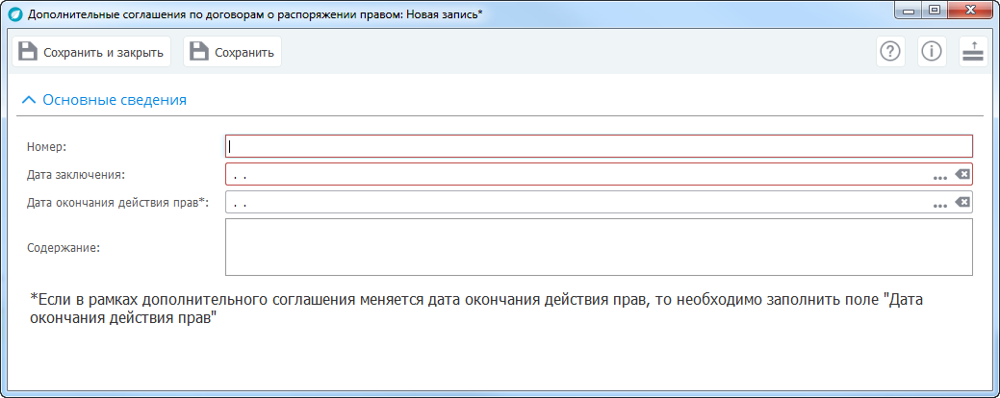 Дополнительные соглашения по договорам о распоряжении правом: Новая запись*
Сохранить и закрыть
Сохранить
Основные сведения
Номер:
Дата заключения:
. .
Дата окончания действия прав*:
. .
Содержание:
*Если в рамках дополнительного соглашения меняется дата окончания действия прав, то необходимо заполнить поле "Дата
окончания действия прав"